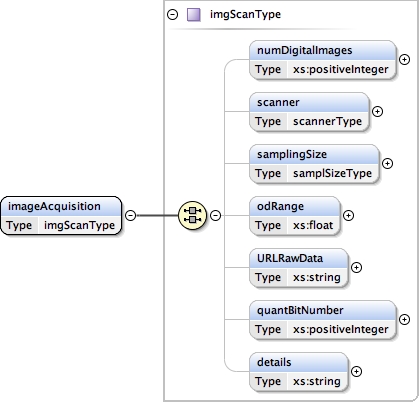 imgScanType
numDigitalImages
Type xs:positiveInteger
scanner
Type scannerType
samplingSize
Type samplSizeType
imageAcquisition
Type imgScanType
odRange
Type xs:float
URLRawData
Type xs:string
quantBitNumber
Type xs:positiveInteger
details
Type xs:string